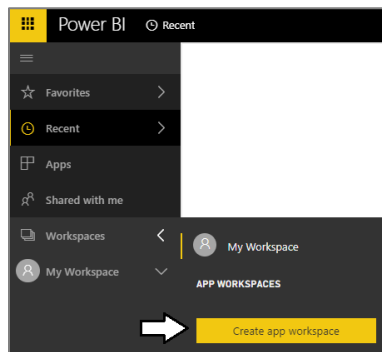 Power BI Recent
Favorites
Recent
Apps
Shared with me
Workspaces
My Workspace
My Workspace
APP WORKSPACES
Create app workspace